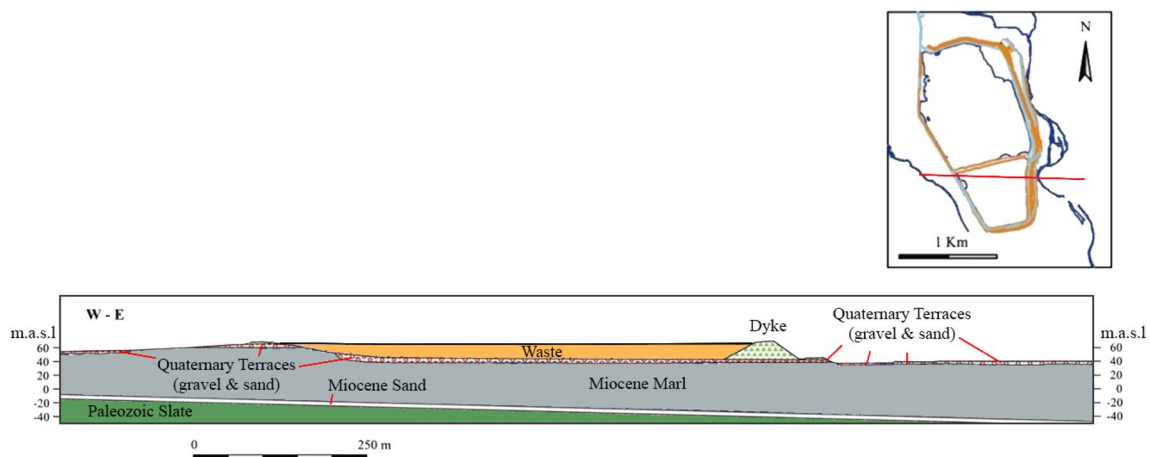 N
1 Km
W - E
m.a.s.l
60
40
20
0
-20
-40
Quaternary Terraces
(gravel & sand)
Waste
Dyke
Quaternary Terraces
(gravel & sand)
m.a.s.l
60
40
20
0
-20
-40
Miocene Sand
Miocene Marl
Paleozoic Slate
0
250 m